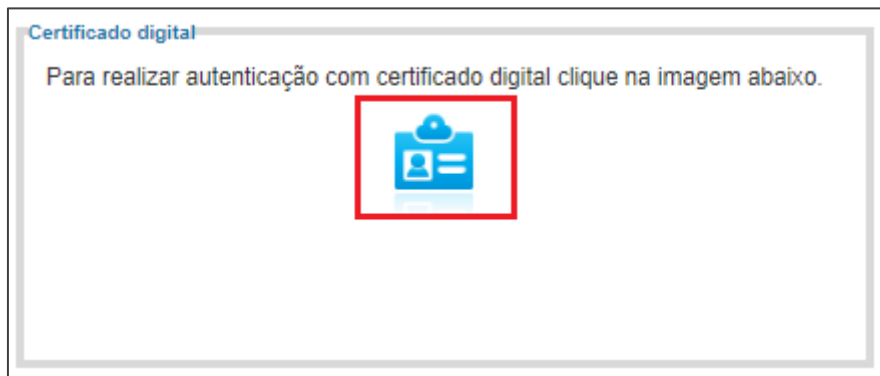 Certificado digital
Para realizar autenticação com certificado digital clique na imagem abaixo.